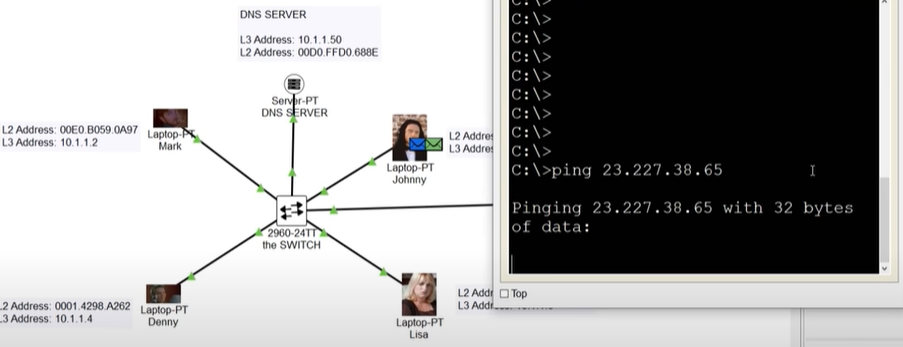 DNS SERVER
L3 Address: 10.1.1.50
L2 Address: 00D0.FFD0.688E
Server-PT
DNS SERVER
L2 Address: 00E0.B059.0A97
L3 Address: 10.1.1.2
Laptop-PT
Mark
L2 Addres
L3 Addres
Laptop-PT
Johnny
2960-24TT
the SWITCH
L2 Address: 0001.4298.A262
L3 Address: 10.1.1.4
Laptop-PT
Denny
L2 Addr
L3 Addr
Laptop-PT
Lisa
C:\>
C:\>
C:\>
C:\>
C:\>
C:\>
C:\>
C:\>
C:\>
C:\>ping 23.227.38.65
Pinging 23.227.38.65 with 32 bytes
of data:
Top